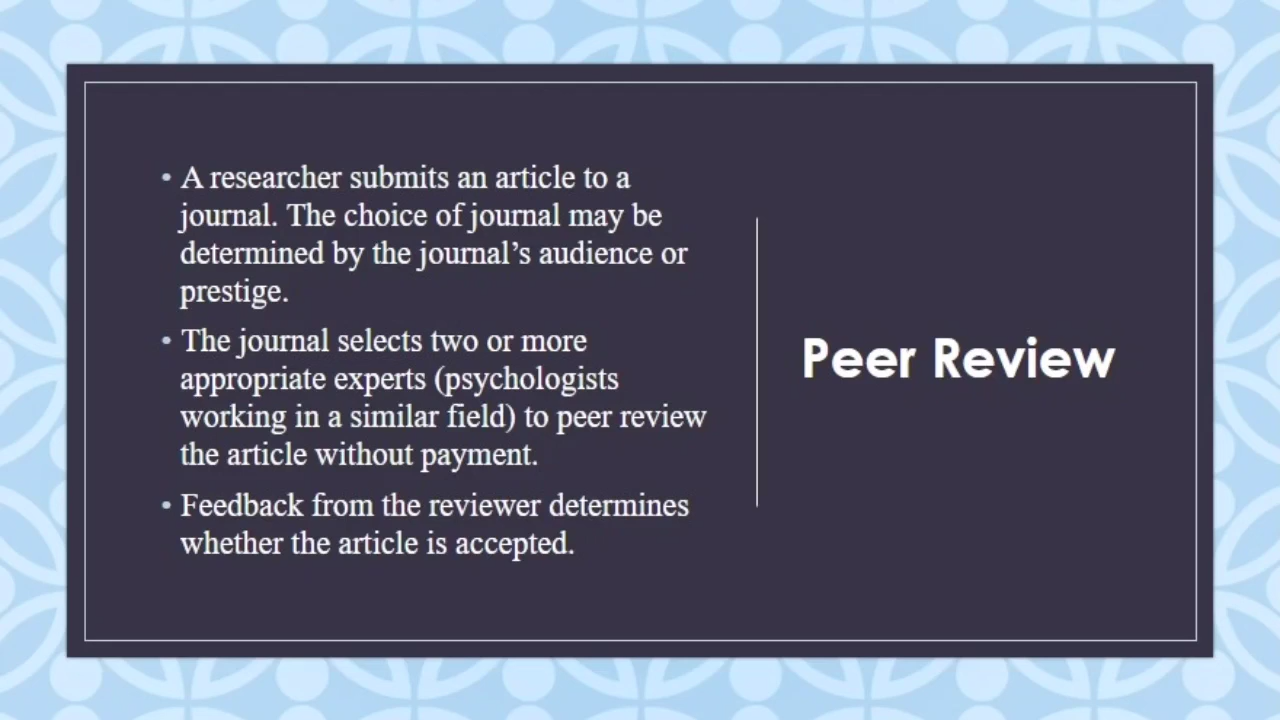 • A researcher submits an article to a
journal. The choice of journal may be
determined by the journal’s audience or
prestige.
• The journal selects two or more
appropriate experts (psychologists
working in a similar field) to peer review
the article without payment.
• Feedback from the reviewer determines
whether the article is accepted.
Peer Review